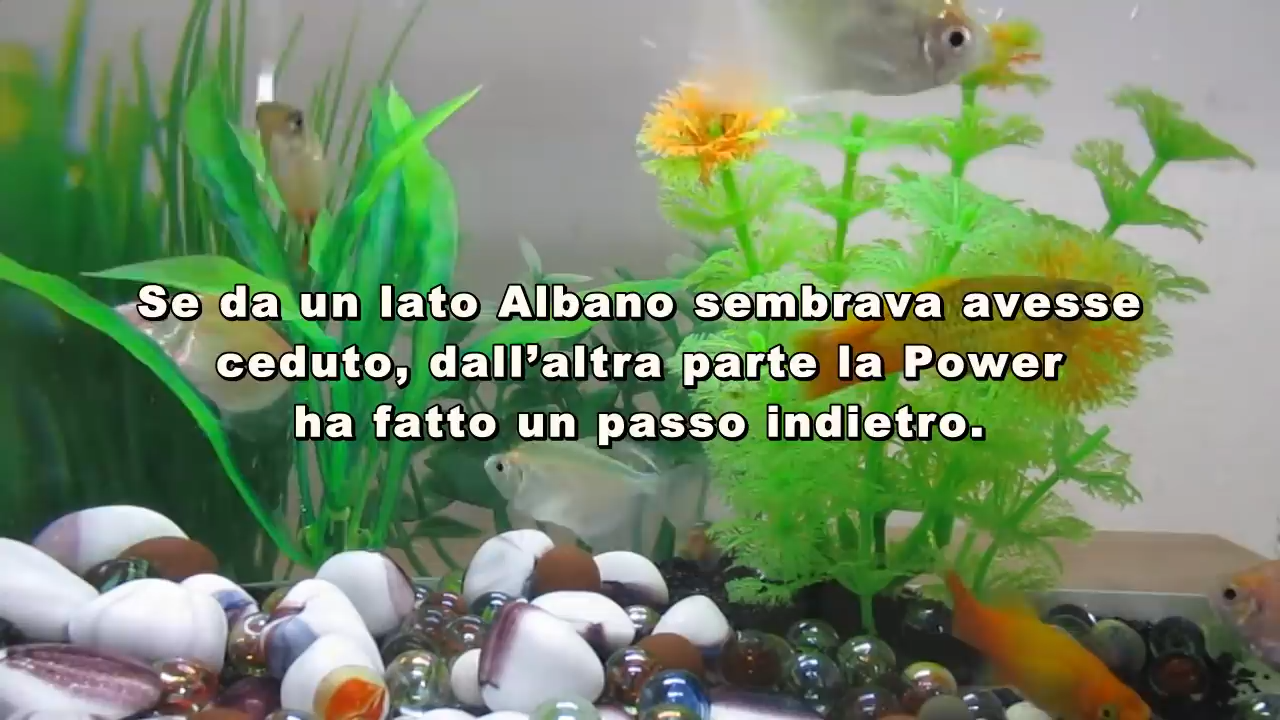 Se da un lato Albano sembrava avesse
ceduto, dall’altra parte la Power
ha fatto un passo indietro.